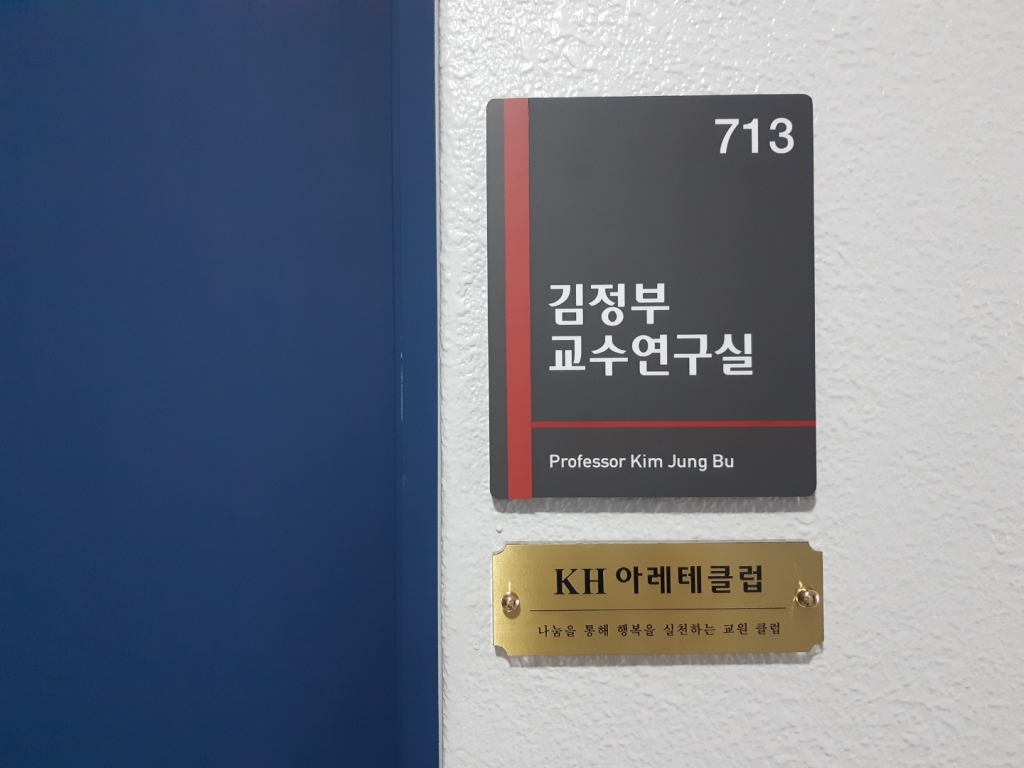 713
김정부
교수연구실
Professor Kim Jung Bu
KH 아레테클럽
나눔을 통해 행복을 실천하는 교원 클럽